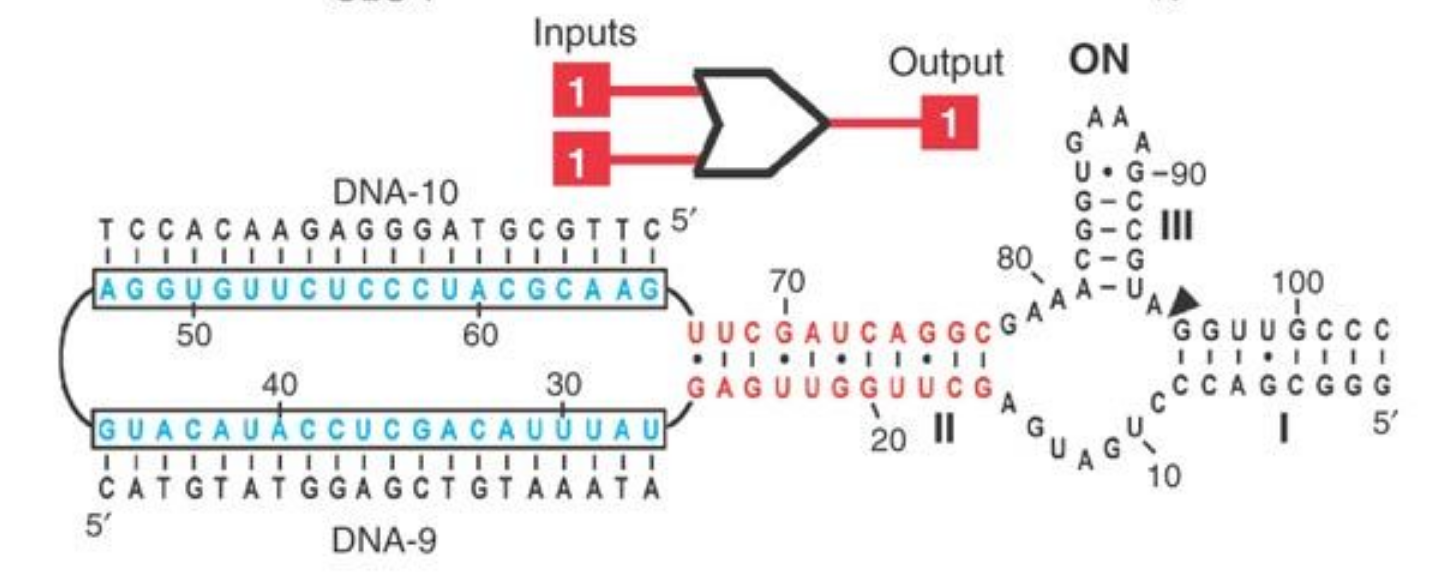 Inputs
1
1
Output
1
ON
A A
G A
U • G -90
G – C
G – C III
C – G
A – U
80
G A A A
A
DNA-10
T C C A C A A G A G G G A T G C G T T C 5′
A G G U G U U C U C C C U A C G C A A G
50 60
70
U U C G A U C A G G C
100
G G U U G C C C
G A G U U G G U U C G
20 II
A G U A G U C
10
C C A G C G G G
I 5′
40 30
G U A C A U A C C U C G A C A U U U A U
C A T G T A T G G A G C T G T A A A T A
5′
DNA-9